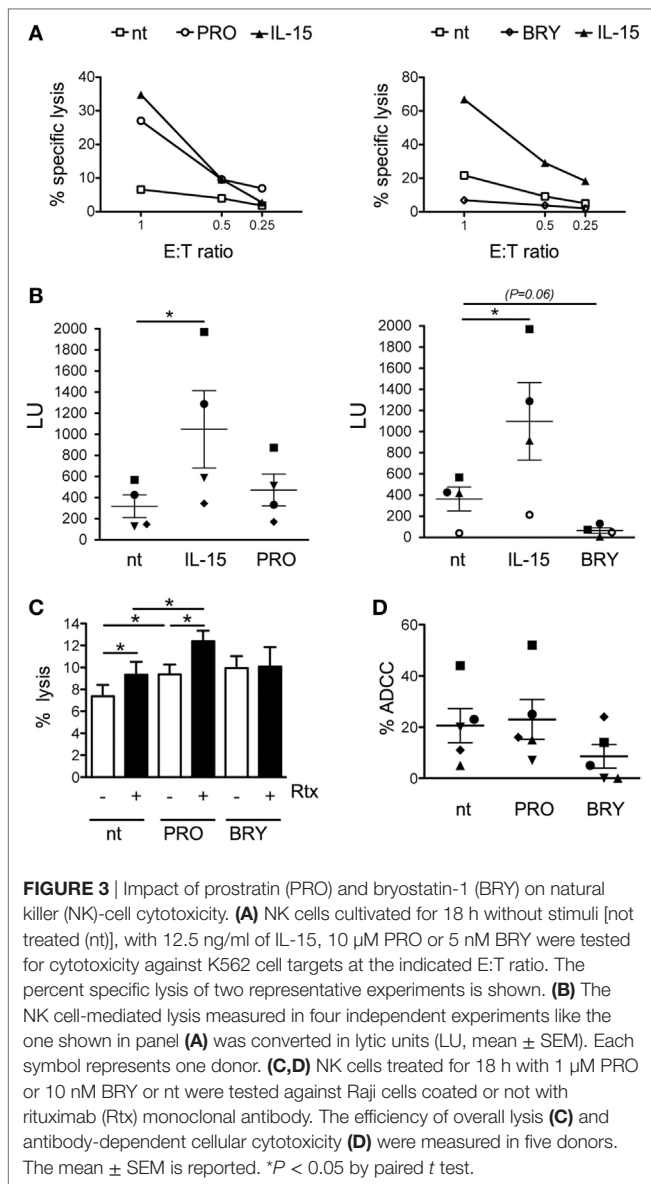 A
nt PRO IL-15
% specific lysis
40
30
20
10
0
1 0.5 0.25
E:T ratio
nt BRY IL-15
% specific lysis
80
60
40
20
0
1 0.5 0.25
E:T ratio
B
*
LU
2000
1800
1600
1400
1200
1000
800
600
400
200
0
nt IL-15 PRO
(P=0.06)
*
LU
2000
1800
1600
1400
1200
1000
800
600
400
200
0
nt IL-15 BRY
C
*
* *
*
% lysis
14
12
10
8
6
4
2
0
- + - + - + Rtx
nt PRO BRY
D
% ADCC
60
40
20
0
nt PRO BRY
FIGURE 3 | Impact of prostratin (PRO) and bryostatin-1 (BRY) on natural
killer (NK)-cell cytotoxicity. (A) NK cells cultivated for 18 h without stimuli [not
treated (nt)], with 12.5 ng/ml of IL-15, 10 µM PRO or 5 nM BRY were tested
for cytotoxicity against K562 cell targets at the indicated E:T ratio. The
percent specific lysis of two representative experiments is shown. (B) The
NK cell-mediated lysis measured in four independent experiments like the
one shown in panel (A) was converted in lytic units (LU, mean ± SEM). Each
symbol represents one donor. (C,D) NK cells treated for 18 h with 1 µM PRO
or 10 nM BRY or nt were tested against Raji cells coated or not with
rituximab (Rtx) monoclonal antibody. The efficiency of overall lysis (C) and
antibody-dependent cellular cytotoxicity (D) were measured in five donors.
The mean ± SEM is reported. *P < 0.05 by paired t test.